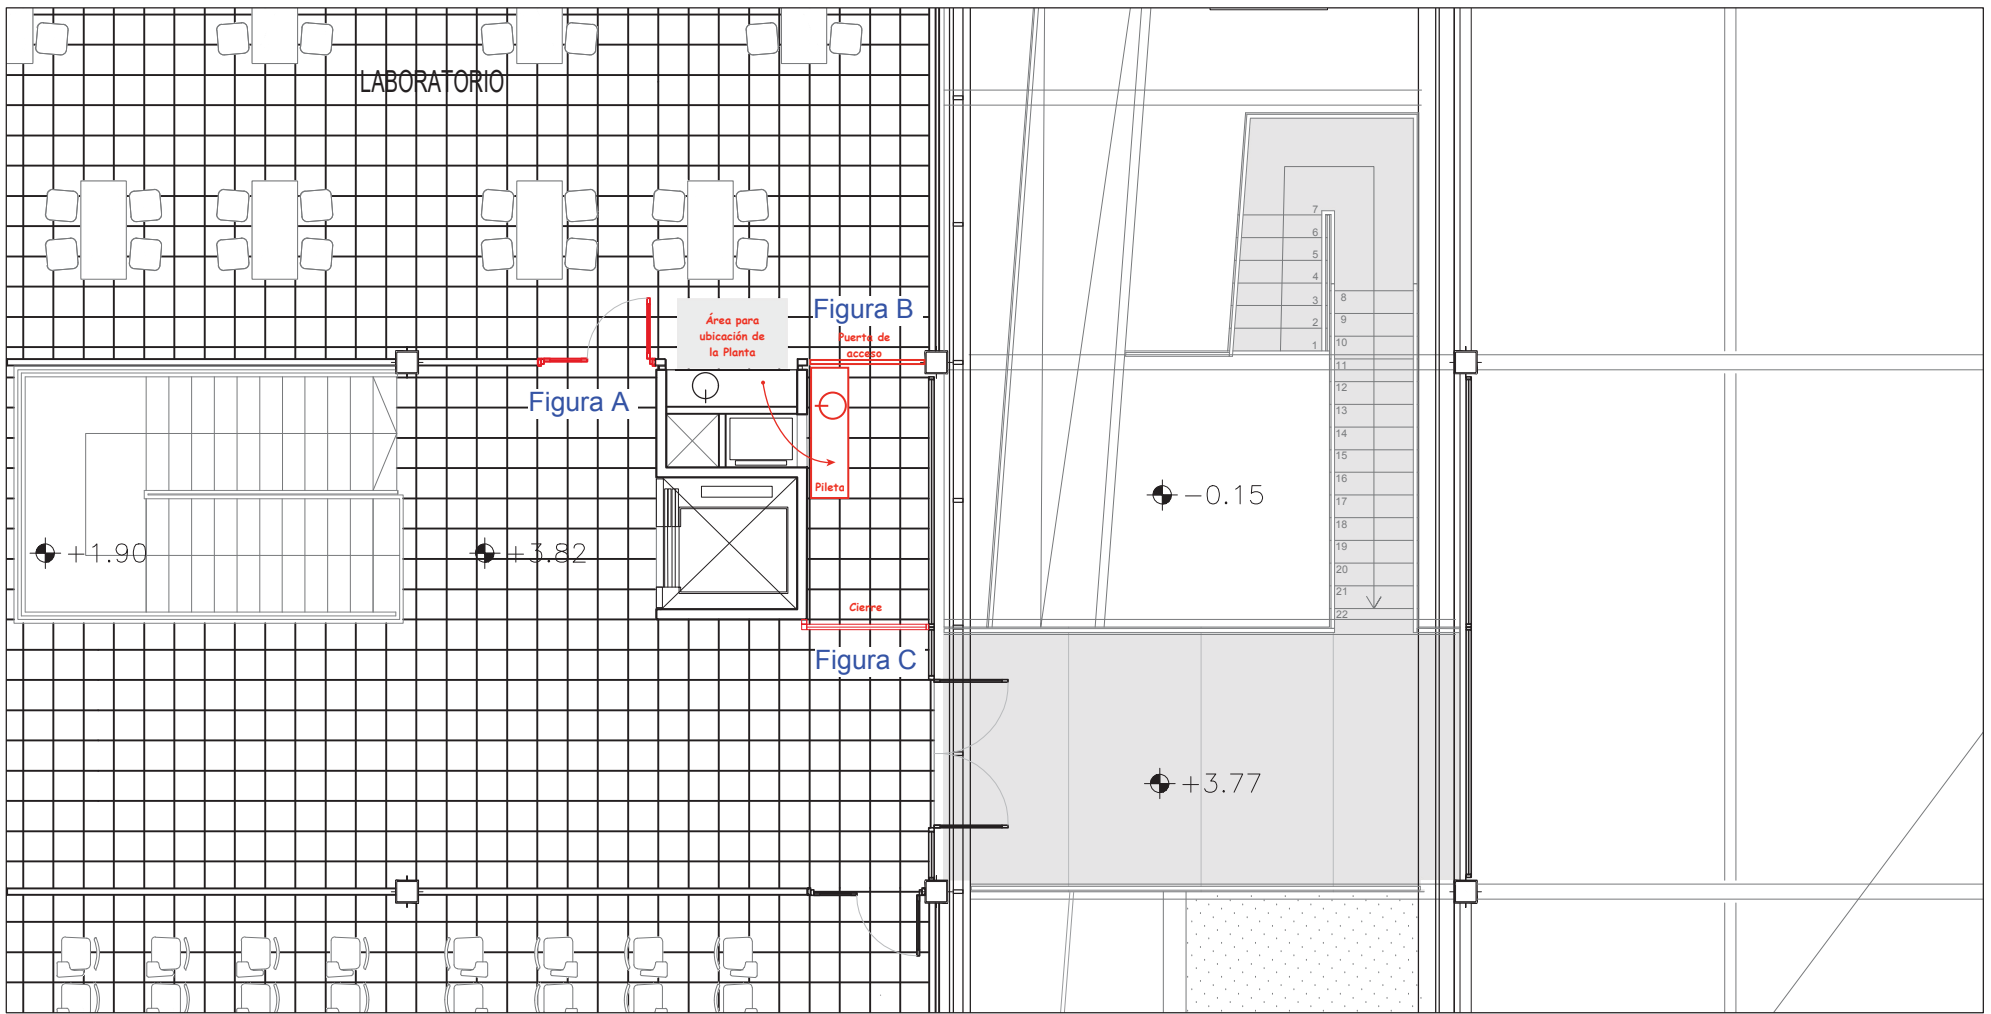 LABORATORIO
7
6
5
4
3
2
1
8
9
10
11
12
13
14
15
16
17
18
19
20
21
22
Figura B
Área para
ubicación de
la Planta
Puerta de
acceso
Figura A
Pileta
-0.15
+1.90
+3.82
Cierre
Figura C
+3.77